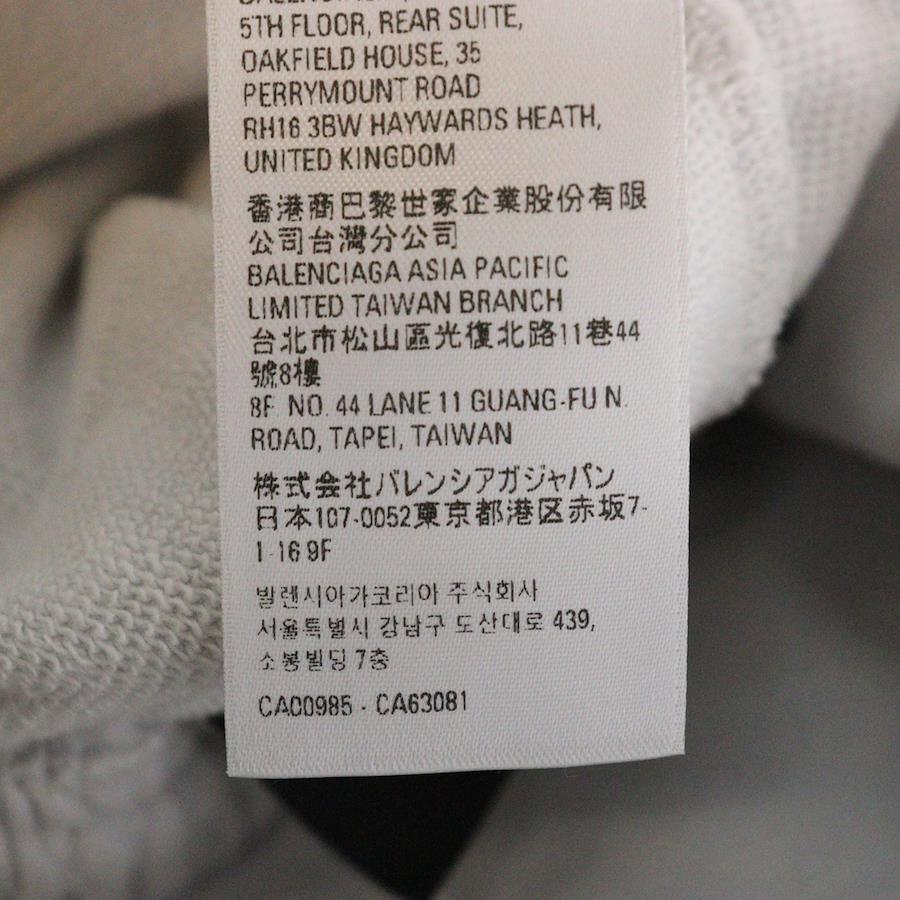 5TH FLOOR, REAR SUITE,
OAKFIELD HOUSE, 35
PERRYMOUNT ROAD
RH16 3BW HAYWARDS HEATH,
UNITED KINGDOM
香港商巴黎世家企業股份有限
公司台灣分公司
BALENCIAGA ASIA PACIFIC
LIMITED TAIWAN BRANCH
台北市松山區光復北路11巷44
號8樓
8F NO. 44 LANE 11 GUANG-FU N.
ROAD, TAPEI, TAIWAN
株式会社バレンシアガジャパン
日本107-0052東京都港区赤坂7-
1-16 9F
발렌시아가코리아 주식회사
서울특별시 강남구 도산대로 439,
소봉빌딩 7층
CA00985 - CA63081